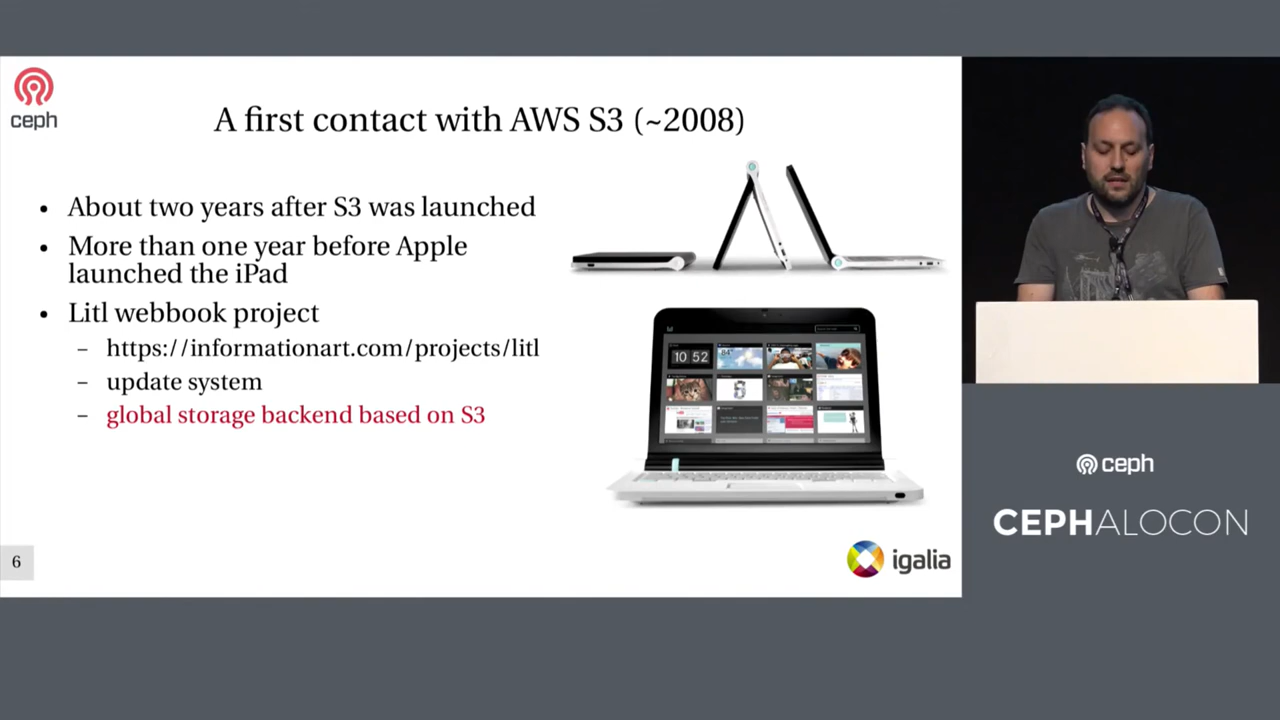 ceph
A first contact with AWS S3 (~2008)
• About two years after S3 was launched
• More than one year before Apple
launched the iPad
• Litl webbook project
– https://informationart.com/projects/litl
– update system
– global storage backend based on S3
10 52
84°
6
igalia
ceph
CEPHALOCON